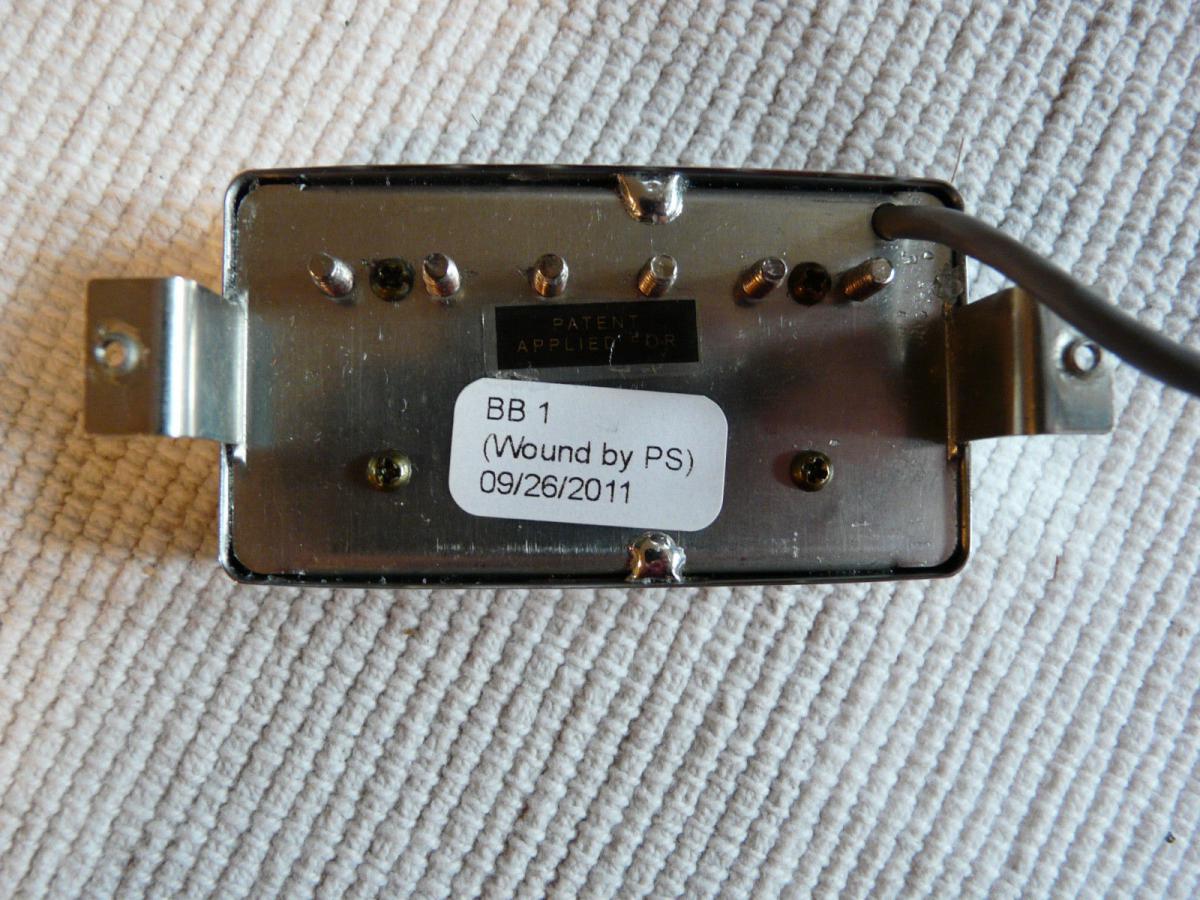 PATENT
APPLIED FOR
BB 1
(Wound by PS)
09/26/2011